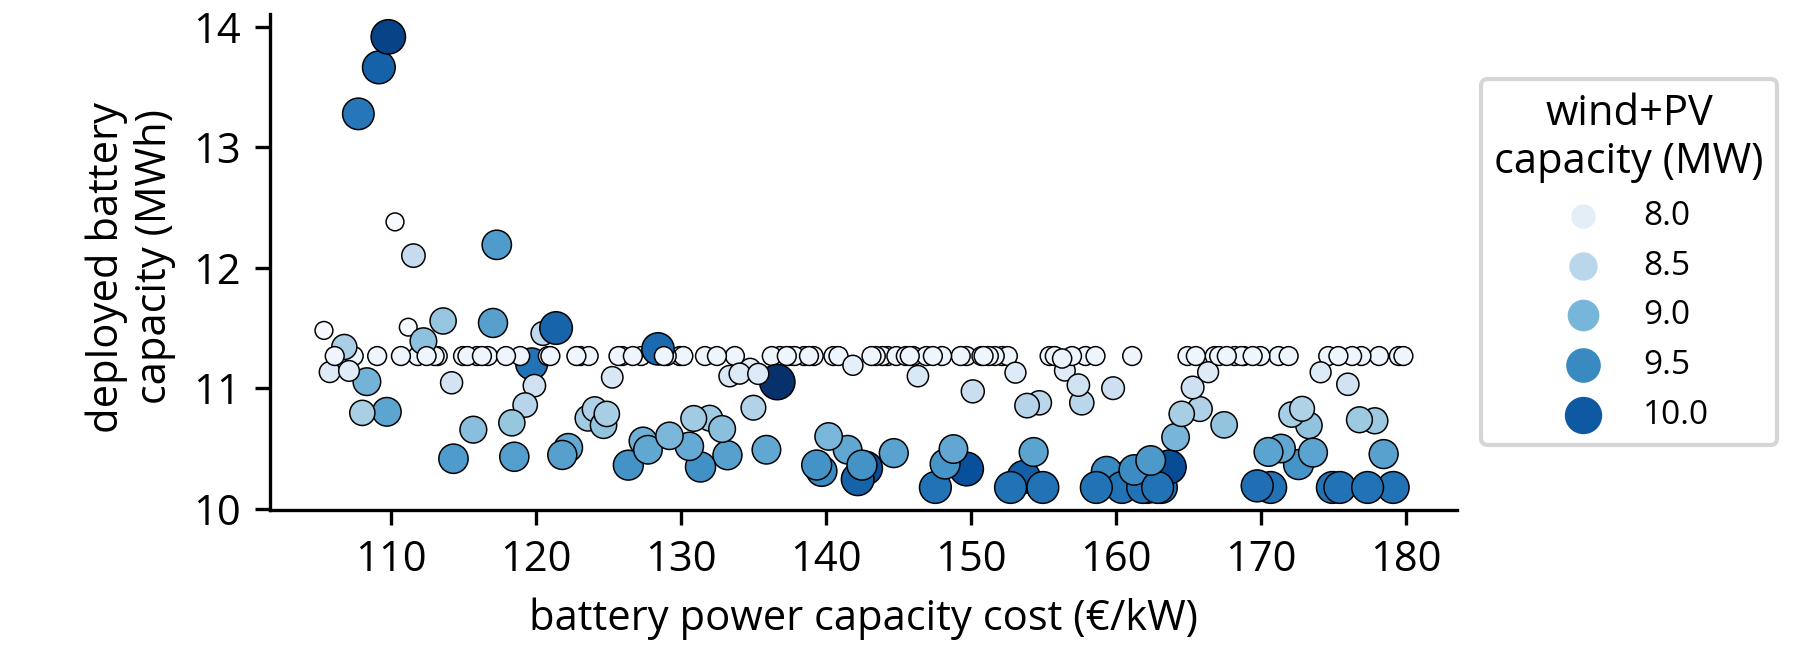 14
13
12
11
10
deployed battery
capacity (MWh)
110 120 130 140 150 160 170 180
battery power capacity cost (€/kW)
wind+PV
capacity (MW)
8.0
8.5
9.0
9.5
10.0